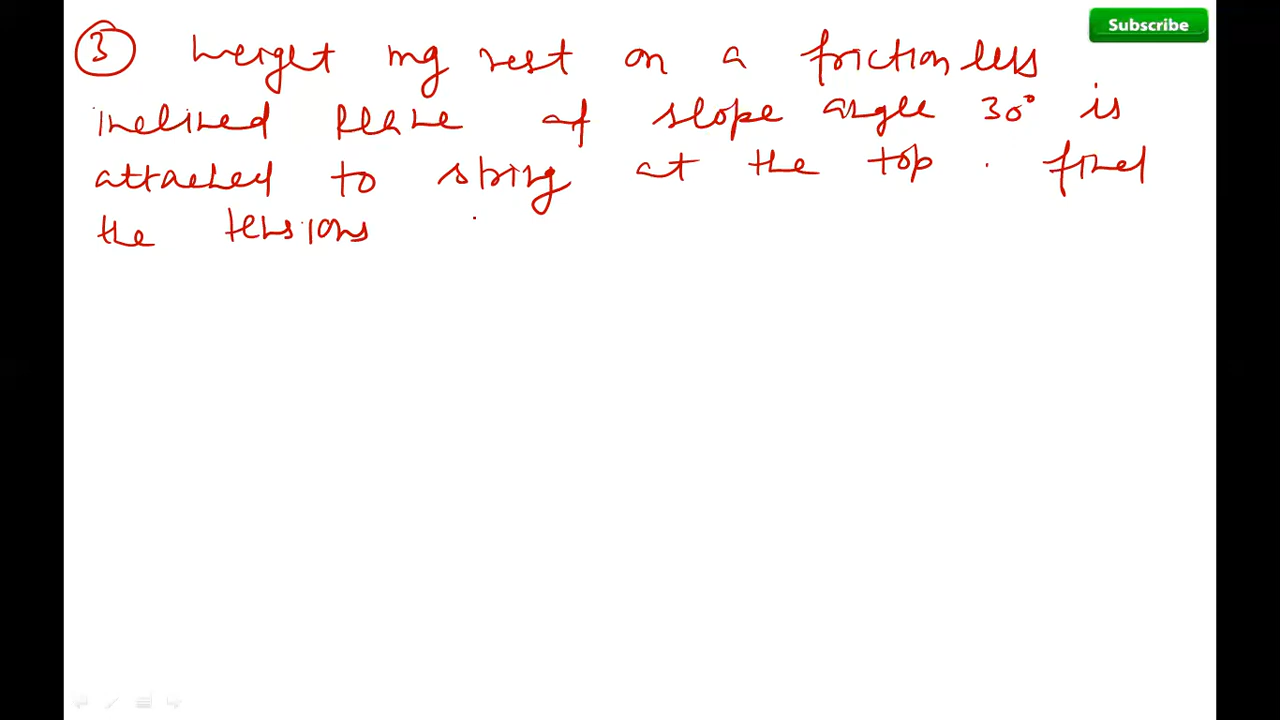 Subscribe
3 weight mg rest on a frictionless
inclined plane of slope angle 30° is
attached to string at the top . find
the tensions .